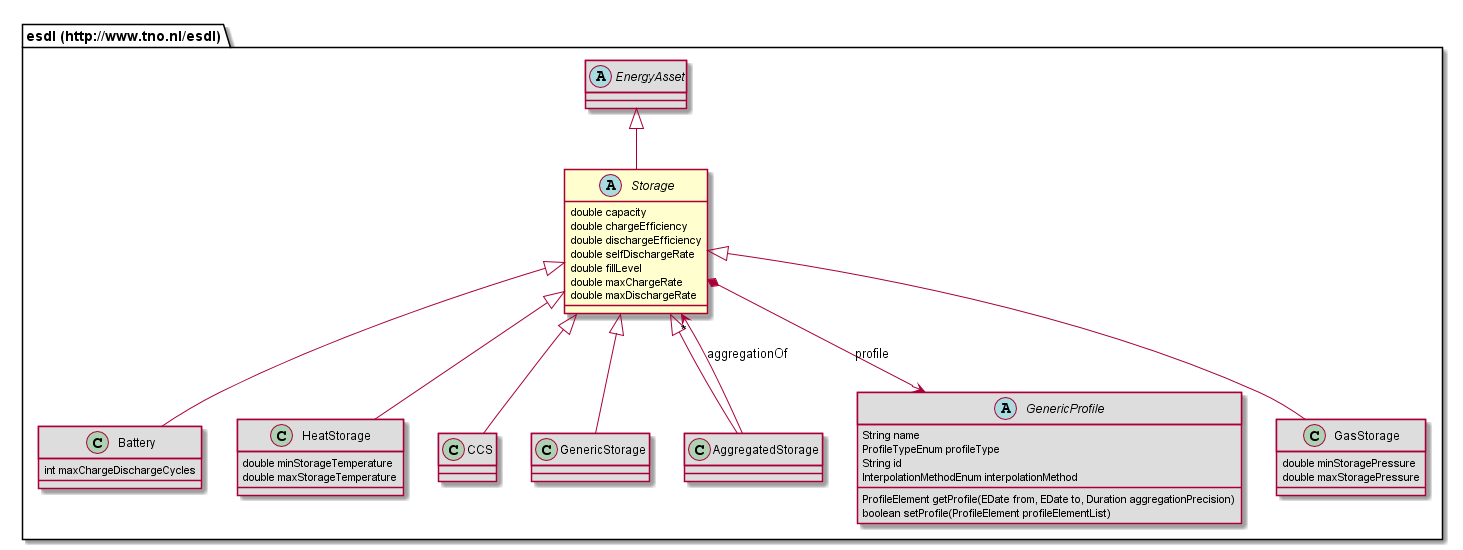 esdl (http://www.tno.nl/esdl)
A EnergyAsset
A Storage
double capacity
double chargeEfficiency
double dischargeEfficiency
double selfDischargeRate
double fillLevel
double maxChargeRate
double maxDischargeRate
*
aggregationOf
profile
C Battery
int maxChargeDischargeCycles
C HeatStorage
double minStorageTemperature
double maxStorageTemperature
C CCS
C GenericStorage
C AggregatedStorage
A GenericProfile
String name
ProfileTypeEnum profileType
String id
InterpolationMethodEnum interpolationMethod
ProfileElement getProfile(EDate from, EDate to, Duration aggregationPrecision)
boolean setProfile(ProfileElement profileElementList)
C GasStorage
double minStoragePressure
double maxStoragePressure